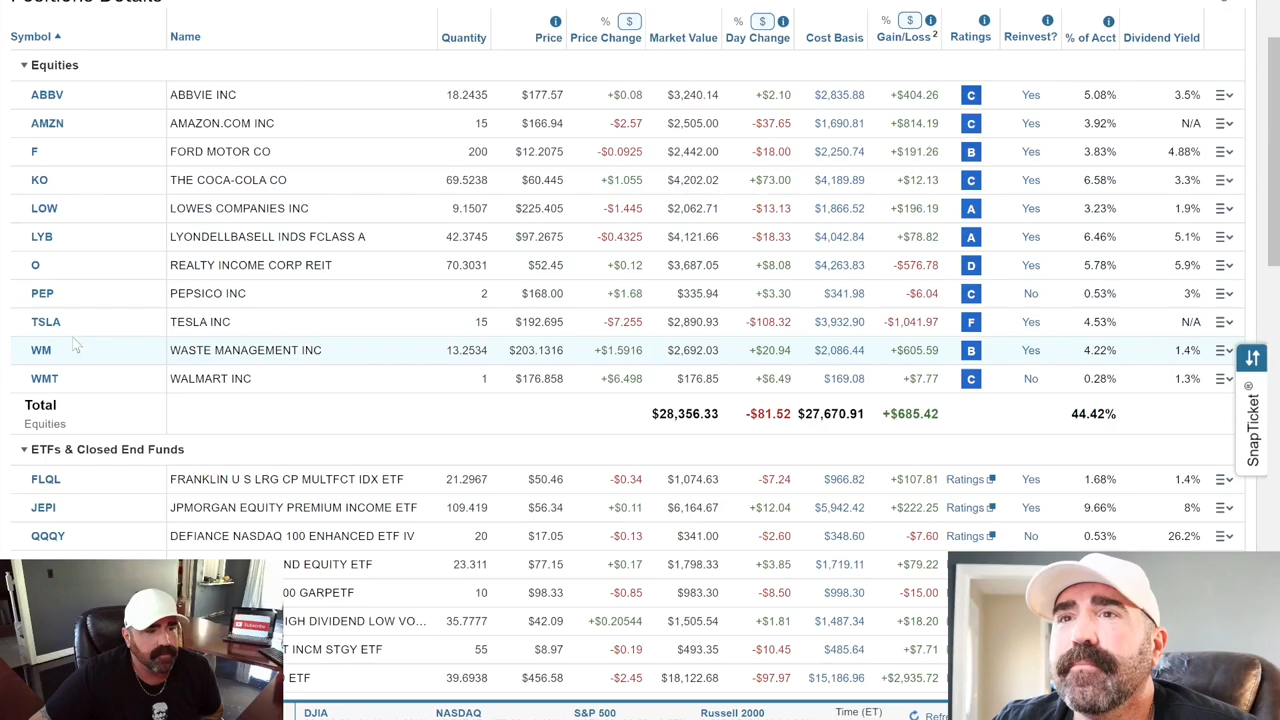 Symbol Name Quantity Price % $ Price Change Market Value % $ Day Change Cost Basis % $ Gain/Loss 2 Ratings Reinvest? % of Acct Dividend Yield
Equities
ABBV ABBVIE INC 18.2435 $177.57 +$0.08 $3,240.14 +$2.10 $2,835.88 +$404.26 C Yes 5.08% 3.5%
AMZN AMAZON.COM INC 15 $166.94 -$2.57 $2,505.00 -$37.65 $1,690.81 +$814.19 C Yes 3.92% N/A
F FORD MOTOR CO 200 $12.2075 -$0.0925 $2,442.00 -$18.00 $2,250.74 +$191.26 B Yes 3.83% 4.88%
KO THE COCA-COLA CO 69.5238 $60.445 +$1.055 $4,202.02 +$73.00 $4,189.89 +$12.13 C Yes 6.58% 3.3%
LOW LOWES COMPANIES INC 9.1507 $225.405 -$1.445 $2,062.71 -$13.13 $1,866.52 +$196.19 A Yes 3.23% 1.9%
LYB LYONDELLBASELL INDS FCLASS A 42.3745 $97.2675 -$0.4325 $4,121.66 -$18.33 $4,042.84 +$78.82 A Yes 6.46% 5.1%
O REALTY INCOME CORP REIT 70.3031 $52.45 +$0.12 $3,687.05 +$8.08 $4,263.83 -$576.78 D Yes 5.78% 5.9%
PEP PEPSICO INC 2 $168.00 +$1.68 $335.94 +$3.30 $341.98 -$6.04 C No 0.53% 3%
TSLA TESLA INC 15 $192.695 -$7.255 $2,890.93 -$108.32 $3,932.90 -$1,041.97 F Yes 4.53% N/A
WM WASTE MANAGEMENT INC 13.2534 $203.1316 +$1.5916 $2,692.03 +$20.94 $2,086.44 +$605.59 B Yes 4.22% 1.4%
WMT WALMART INC 1 $176.858 +$6.498 $176.85 +$6.49 $169.08 +$7.77 C No 0.28% 1.3%
Total
Equities $28,356.33 -$81.52 $27,670.91 +$685.42 44.42%
SnapTicket ®
ETFs & Closed End Funds
FLQL FRANKLIN U S LRG CP MULTFCT IDX ETF 21.2967 $50.46 -$0.34 $1,074.63 -$7.24 $966.82 +$107.81 Ratings Yes 1.68% 1.4%
JEPI JPMORGAN EQUITY PREMIUM INCOME ETF 109.419 $56.34 +$0.11 $6,164.67 +$12.04 $5,942.42 +$222.25 Ratings Yes 9.66% 8%
QQQY DEFIANCE NASDAQ 100 ENHANCED ETF IV 20 $17.05 -$0.13 $341.00 -$2.60 $348.60 -$7.60 Ratings No 0.53% 26.2%
ND EQUITY ETF 23.311 $77.15 +$0.17 $1,798.33 +$3.85 $1,719.11 +$79.22
00 GARPETF 10 $98.33 -$0.85 $983.30 -$8.50 $998.30 -$15.00
IGH DIVIDEND LOW VO... 35.7777 $42.09 +$0.20544 $1,505.54 +$1.81 $1,487.34 +$18.20
T INCM STGY ETF 55 $8.97 -$0.19 $493.35 -$10.45 $485.64 +$7.71
ETF 39.6938 $456.58 -$2.45 $18,122.68 -$97.97 $15,186.96 +$2,935.72
Subscribe
DJIA NASDAQ S&P 500 Russell 2000 Time (ET) Refre